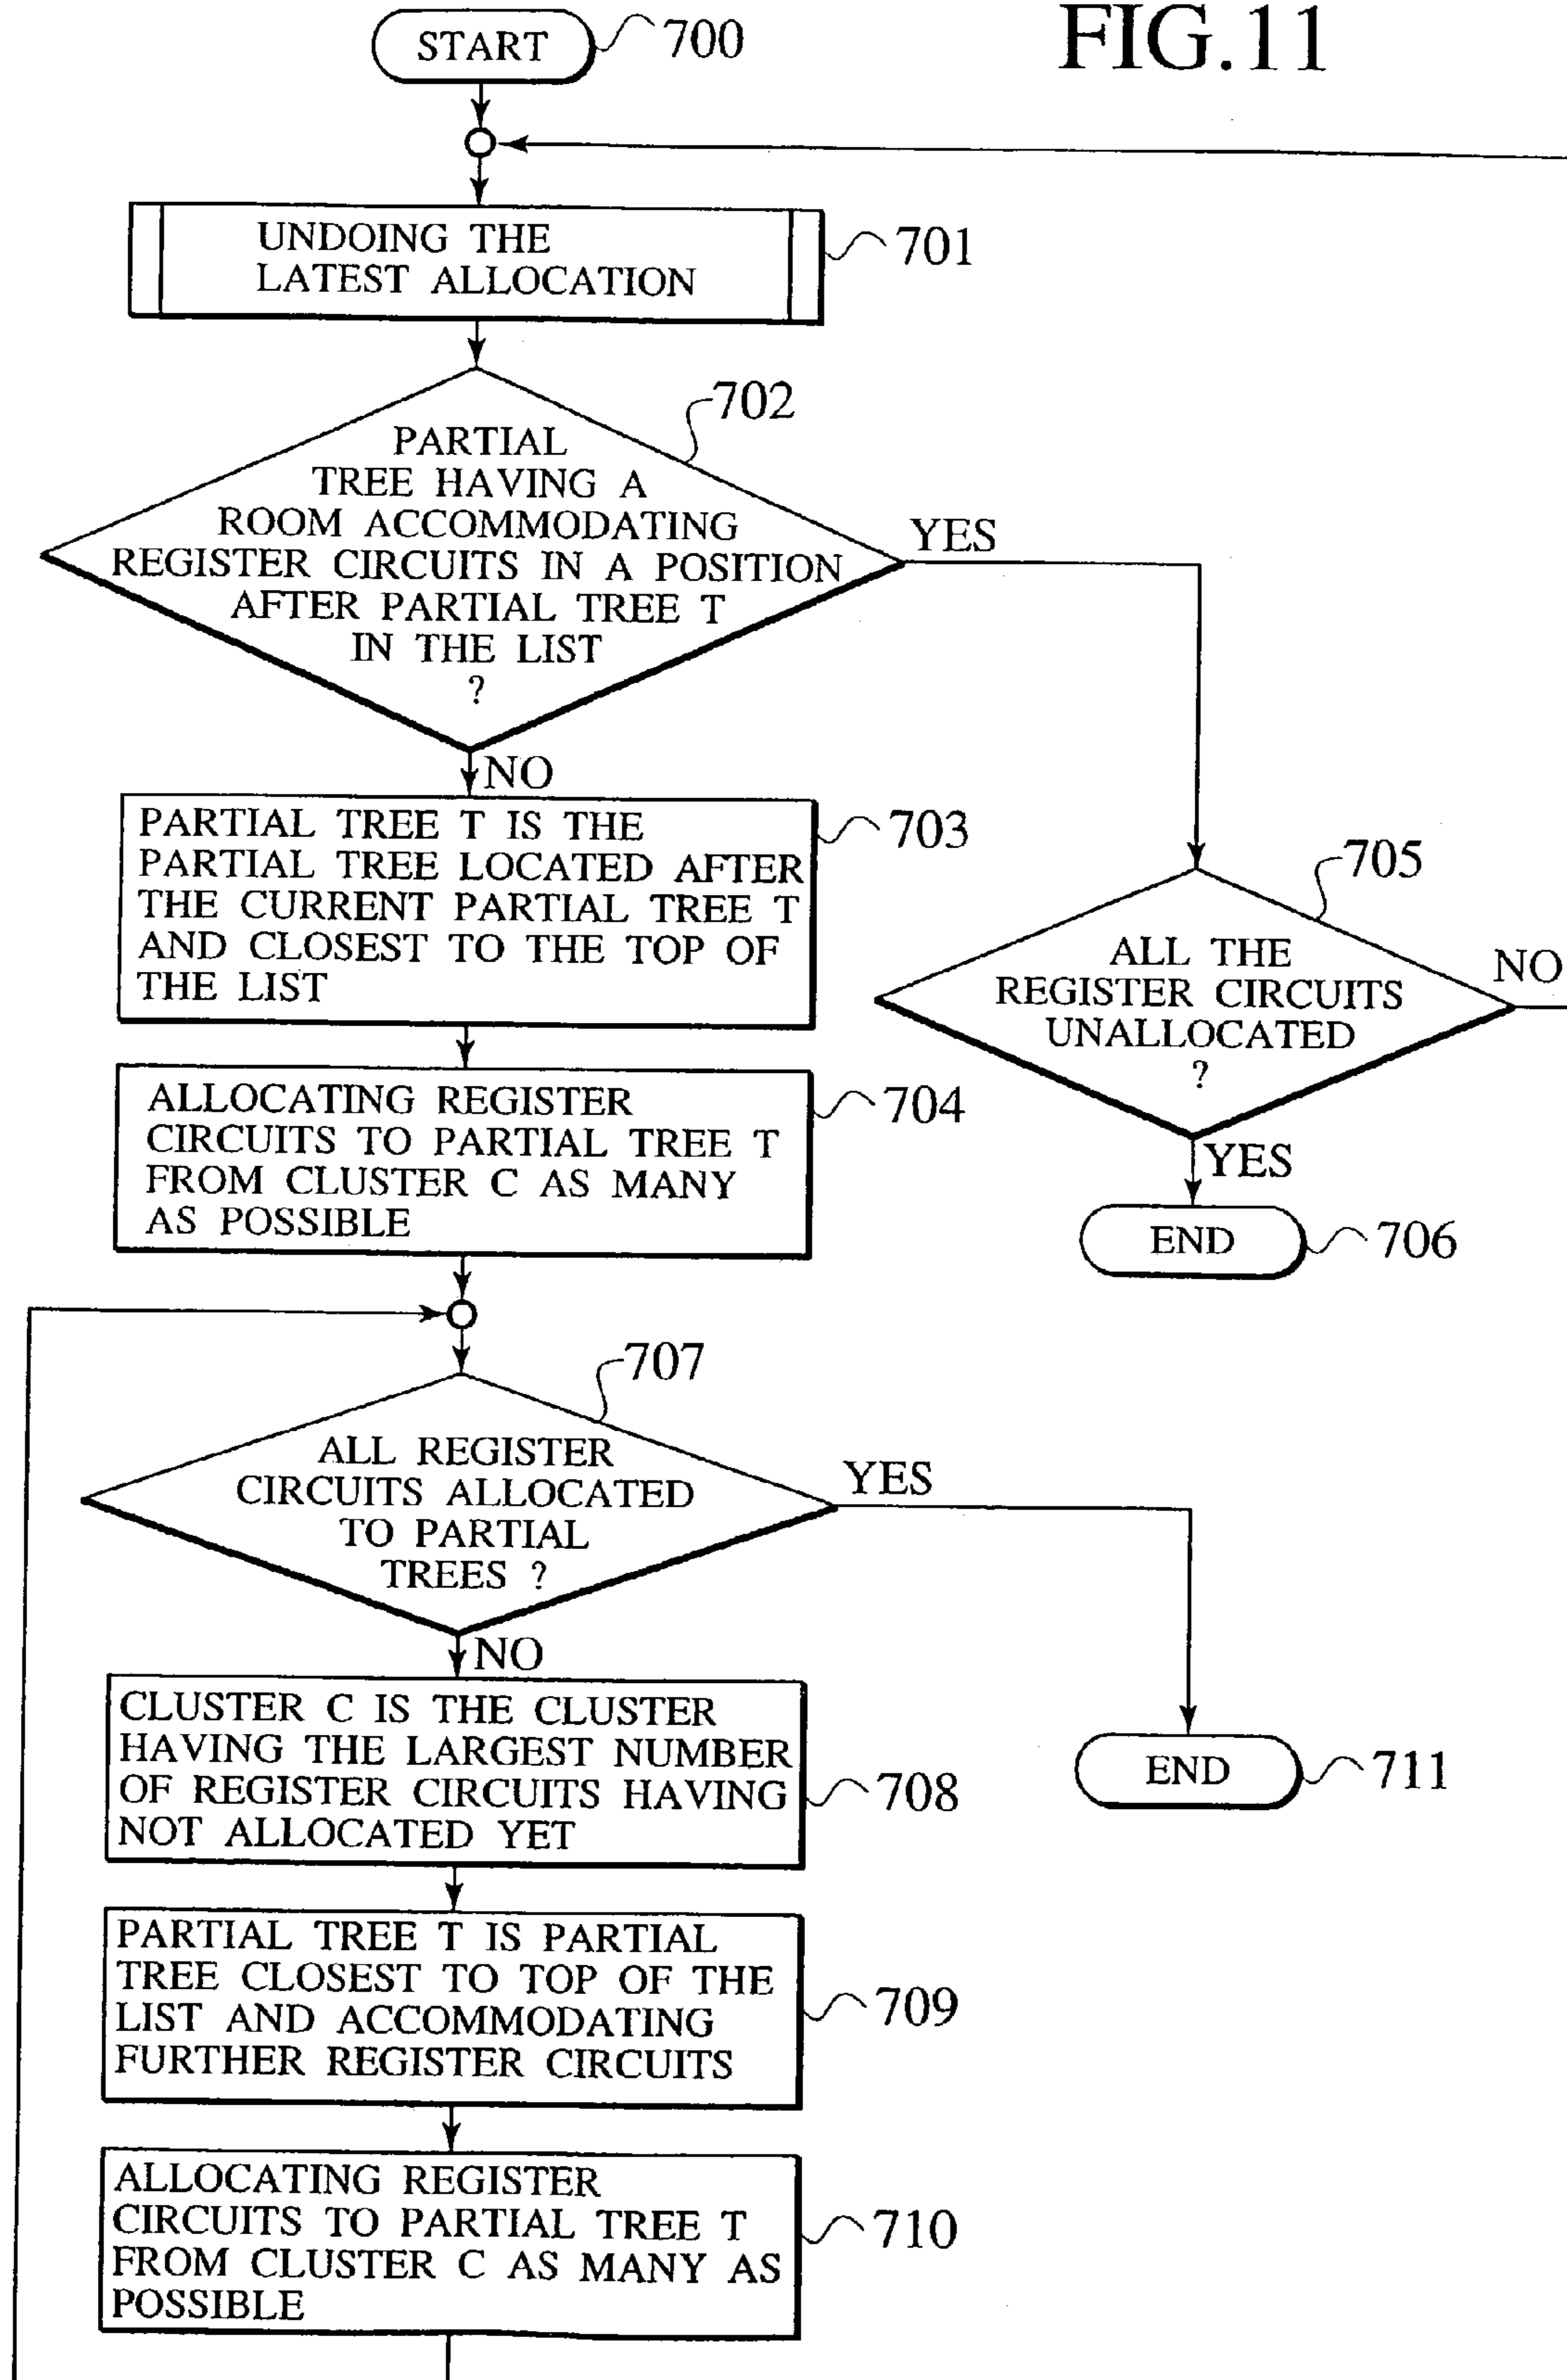 FIG.11
START
700
UNDOING THE
LATEST ALLOCATION
701
702
PARTIAL
TREE HAVING A
ROOM ACCOMMODATING
REGISTER CIRCUITS IN A POSITION
AFTER PARTIAL TREE T
IN THE LIST
?
YES
NO
PARTIAL TREE T IS THE
PARTIAL TREE LOCATED AFTER
THE CURRENT PARTIAL TREE T
AND CLOSEST TO THE TOP OF
THE LIST
703
705
ALL THE
REGISTER CIRCUITS
UNALLOCATED
?
NO
YES
END
706
ALLOCATING REGISTER
CIRCUITS TO PARTIAL TREE T
FROM CLUSTER C AS MANY
AS POSSIBLE
704
707
ALL REGISTER
CIRCUITS ALLOCATED
TO PARTIAL
TREES ?
YES
NO
CLUSTER C IS THE CLUSTER
HAVING THE LARGEST NUMBER
OF REGISTER CIRCUITS HAVING
NOT ALLOCATED YET
708
END
711
PARTIAL TREE T IS PARTIAL
TREE CLOSEST TO TOP OF THE
LIST AND ACCOMMODATING
FURTHER REGISTER CIRCUITS
709
ALLOCATING REGISTER
CIRCUITS TO PARTIAL TREE T
FROM CLUSTER C AS MANY AS
POSSIBLE
710